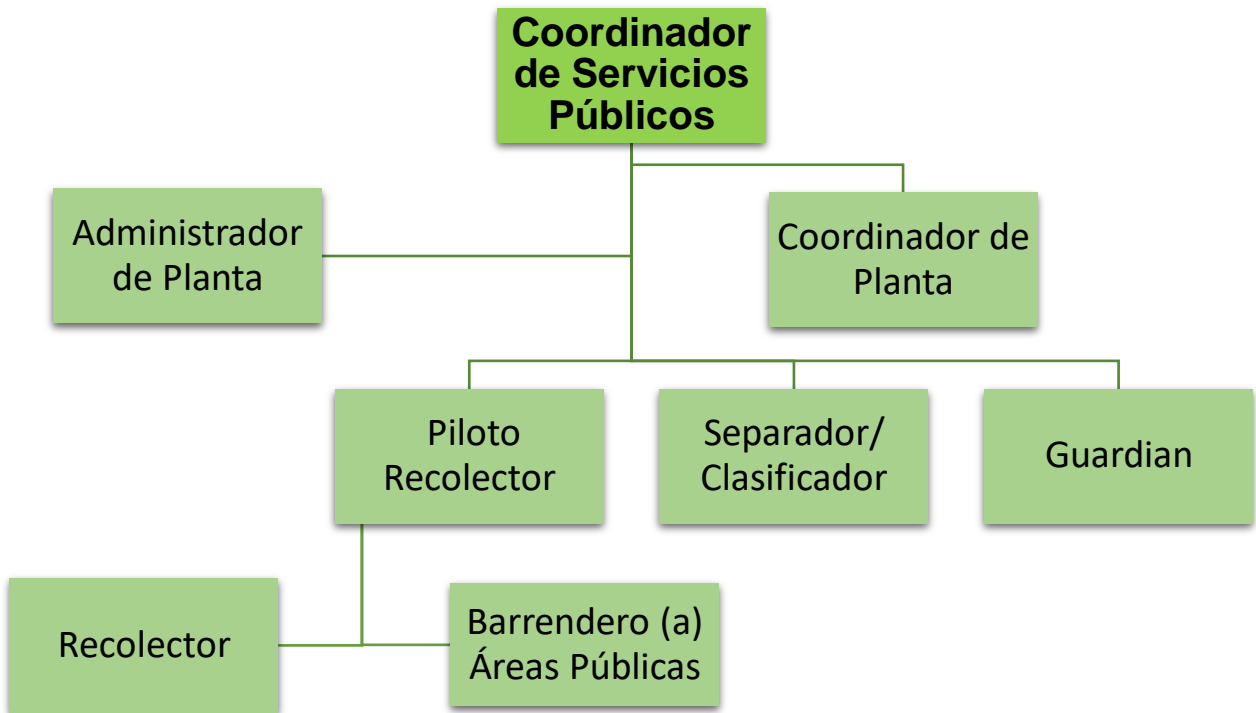 Coordinador
de Servicios
Públicos
Administrador
de Planta
Coordinador de
Planta
Piloto
Recolector
Separador/
Clasificador
Guardian
Recolector
Barrendero (a)
Áreas Públicas